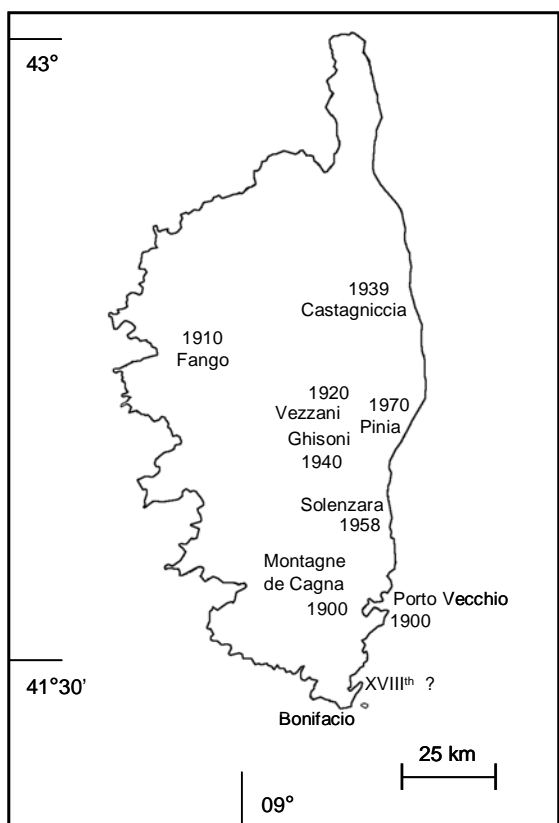 43°
1939
Castagniccia
1910
Fango
1920
Vezzani
1970
Pinia
Ghisoni
1940
Solenzara
1958
Montagne
de Cagna
1900
Porto Vecchio
1900
XVIIIth ?
41°30'
Bonifacio
25 km
09°